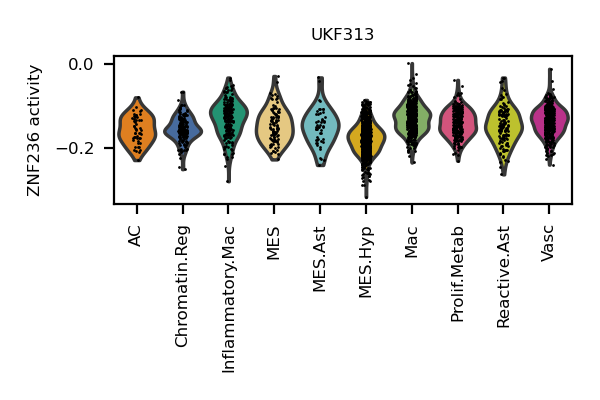 UKF313
ZNF236 activity
0.0
−0.2
AC
Chromatin.Reg
Inflammatory.Mac
MES
MES.Ast
MES.Hyp
Mac
Prolif.Metab
Reactive.Ast
Vasc